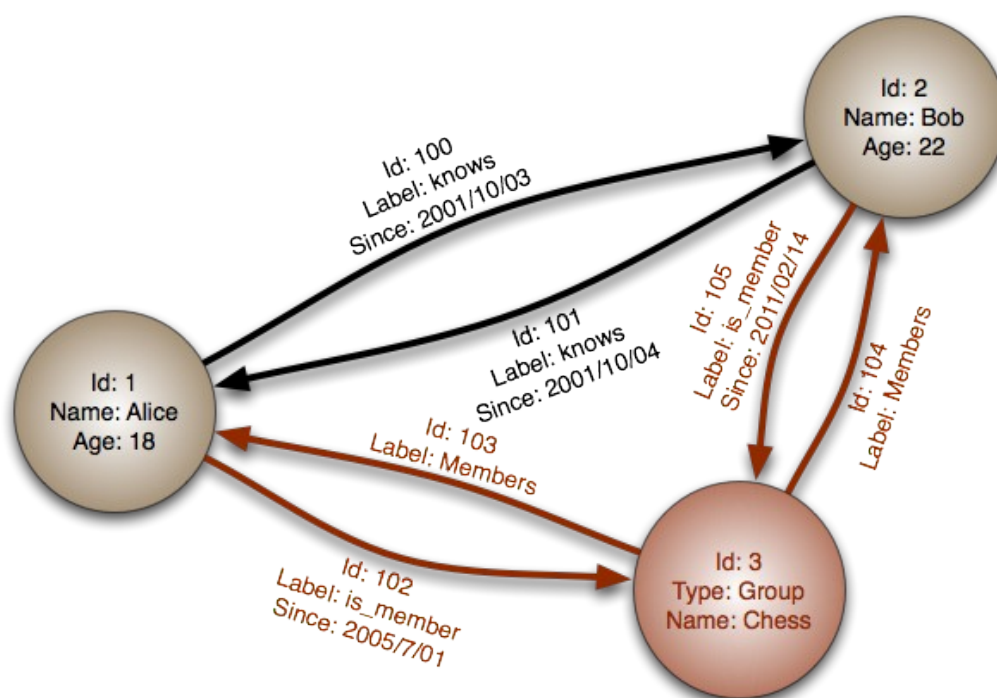 Id: 2
Name: Bob
Age: 22
Id: 100
Label: knows
Since: 2001/10/03
Id: 101
Label: knows
Since: 2001/10/04
Id: 105
Label: is_member
Since: 2011/02/14
Id: 104
Label: Members
Id: 1
Name: Alice
Age: 18
Id: 103
Label: Members
Id: 102
Label: is_member
Since: 2005/7/01
Id: 3
Type: Group
Name: Chess